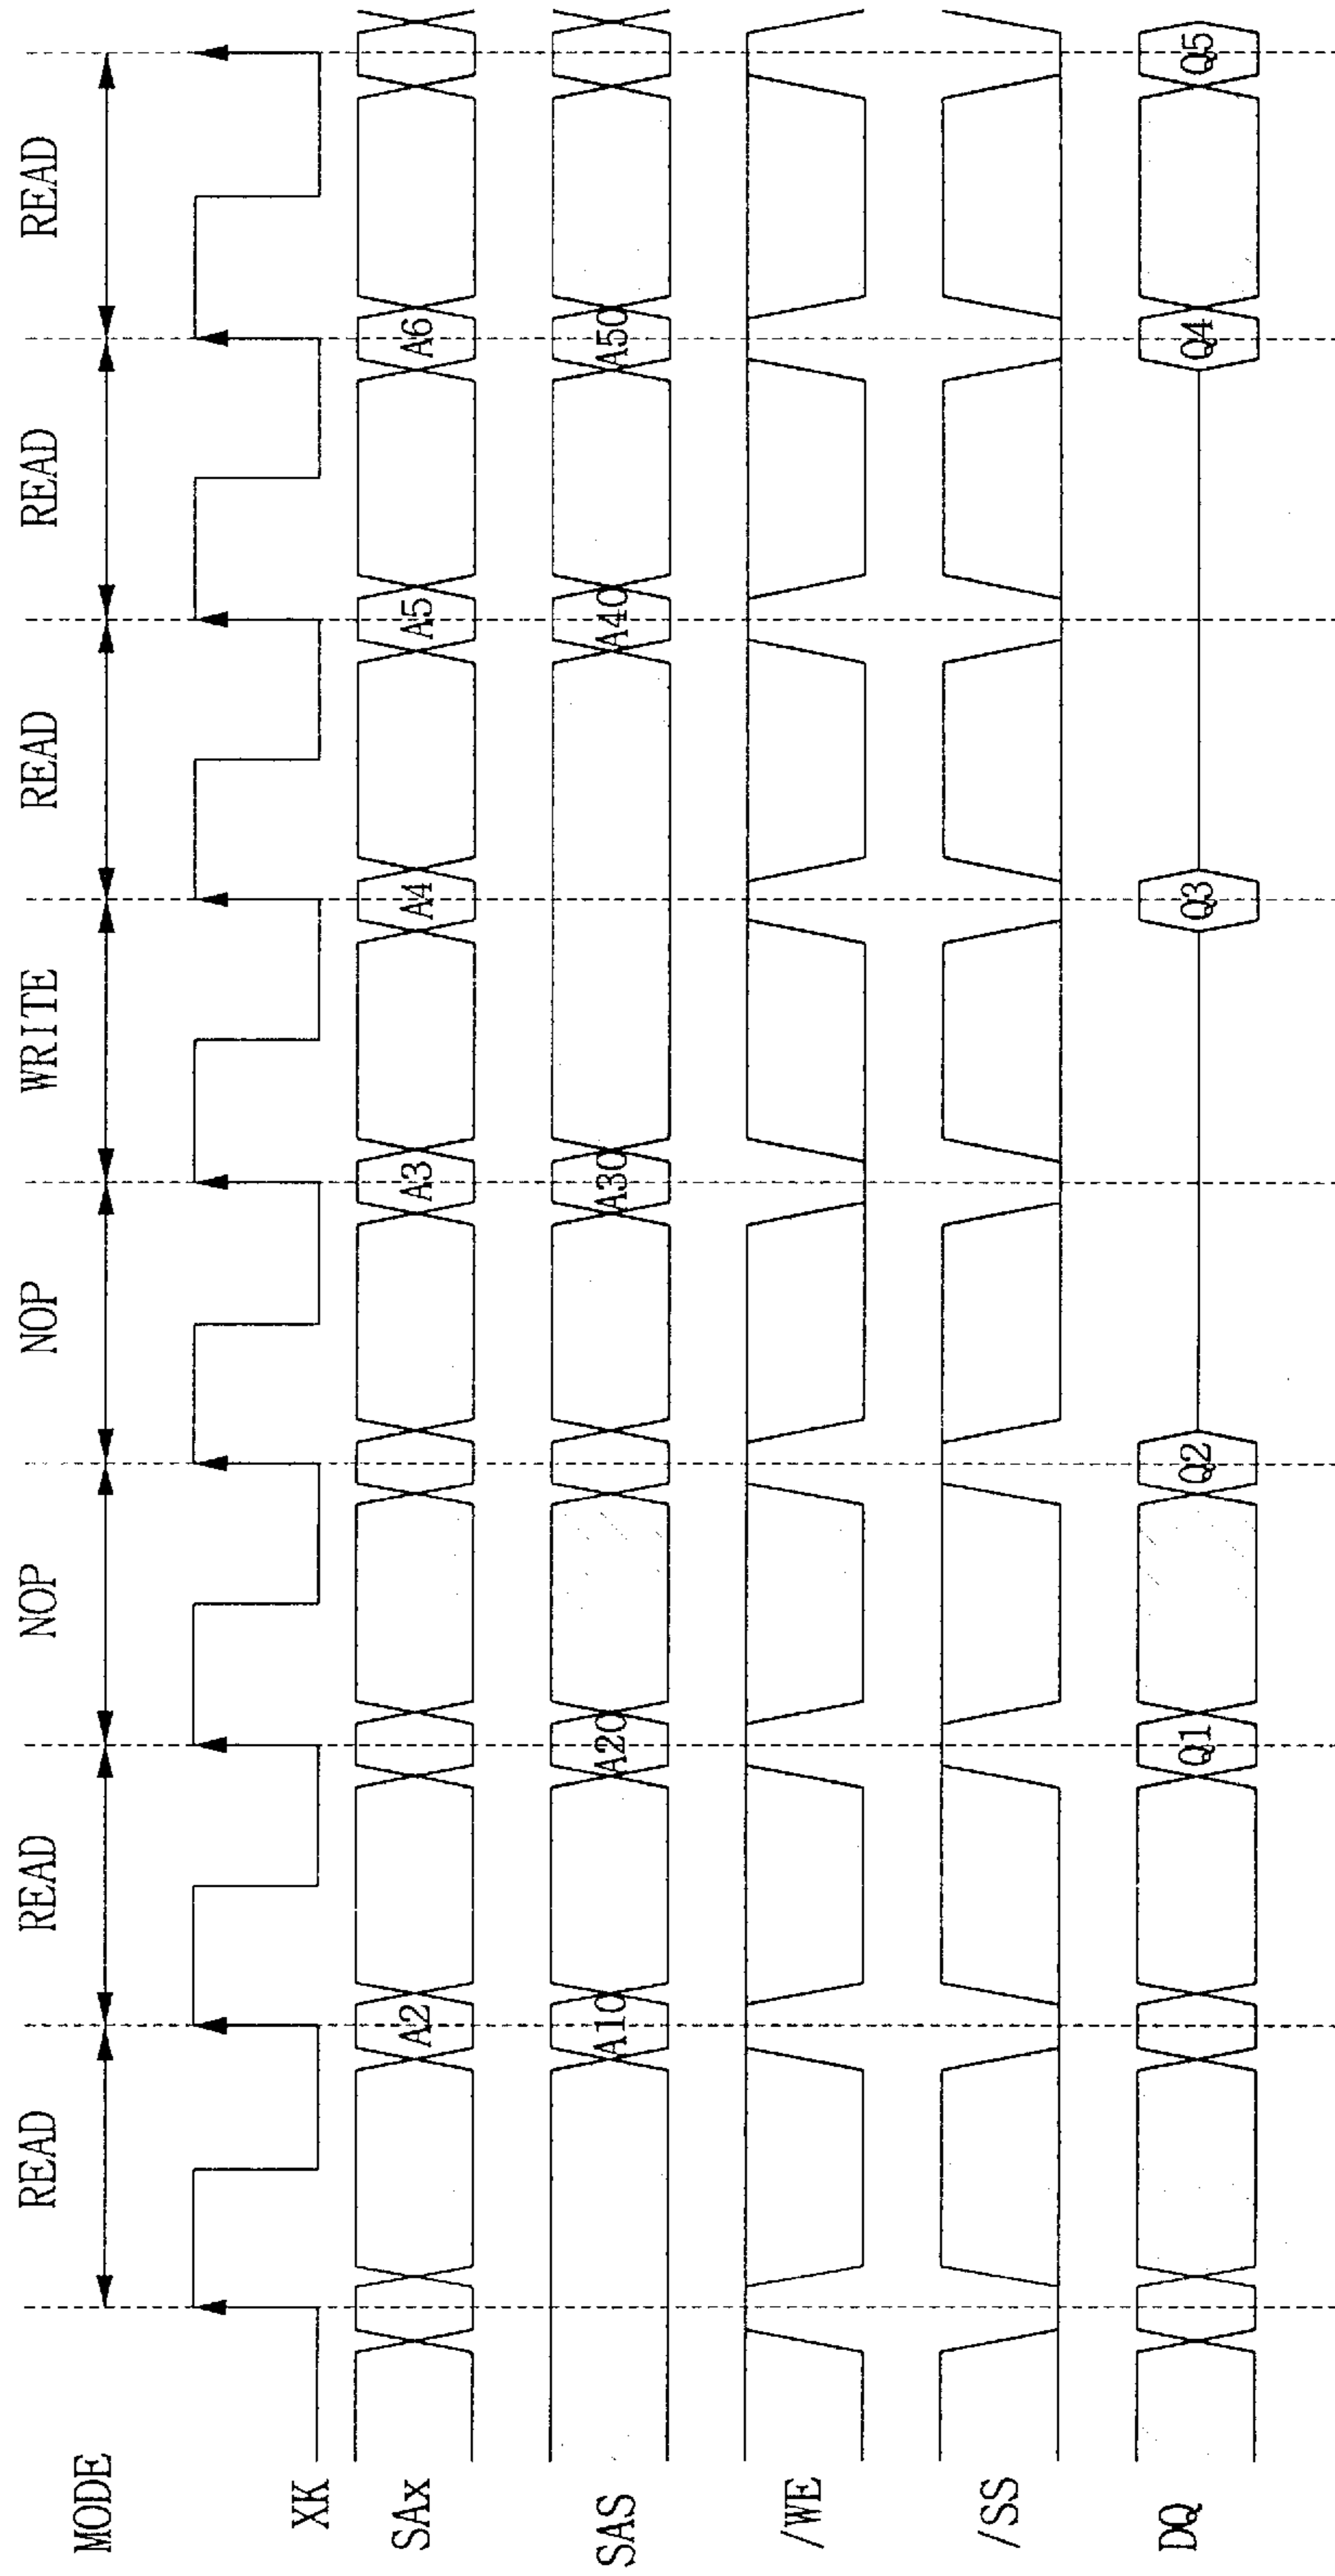 MODE READ READ NOP NOP WRITE READ READ READ
XK
SAx A2 A3 A4 A5 A6
SAS A10 A20 A30 A40 A50
/WE
/SS
DQ Q1 Q2 Q3 Q4 Q5